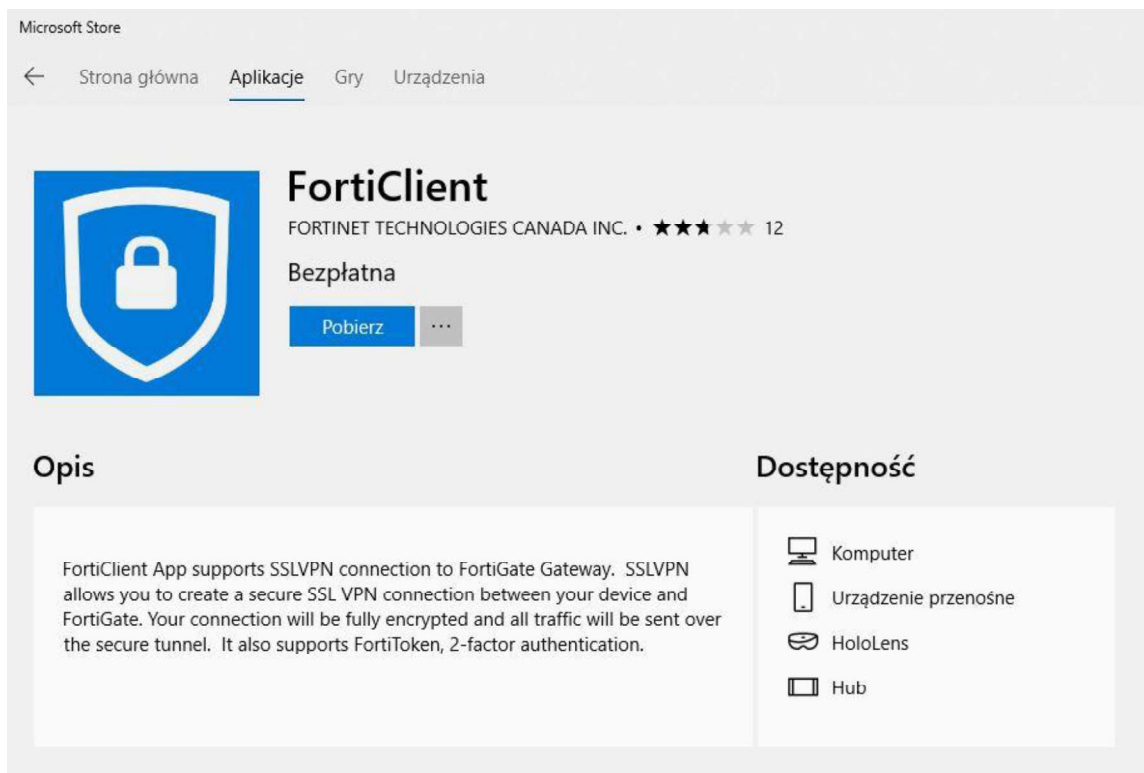 Microsoft Store
Strona główna Aplikacje Gry Urządzenia
FortiClient
FORTINET TECHNOLOGIES CANADA INC. • ★★★★★ 12
Bezpłatna
Pobierz ...
Opis
FortiClient App supports SSLVPN connection to FortiGate Gateway.  SSLVPN
allows you to create a secure SSL VPN connection between your device and
FortiGate. Your connection will be fully encrypted and all traffic will be sent over
the secure tunnel.  It also supports FortiToken, 2-factor authentication.
Dostępność
Komputer
Urządzenie przenośne
HoloLens
Hub